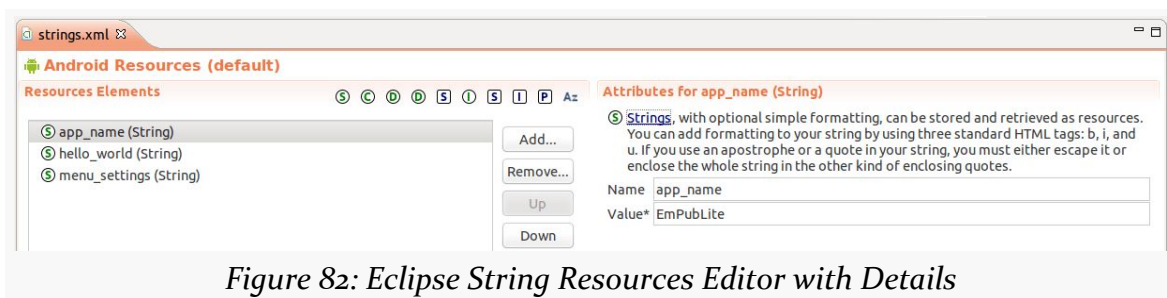 strings.xml
Android Resources (default)
Resources Elements
S C D D S I S I P Az
S app_name (String)
S hello_world (String)
S menu_settings (String)
Add...
Remove...
Up
Down
Attributes for app_name (String)
S Strings, with optional simple formatting, can be stored and retrieved as resources.
You can add formatting to your string by using three standard HTML tags: b, i, and
u. If you use an apostrophe or a quote in your string, you must either escape it or
enclose the whole string in the other kind of enclosing quotes.
Name app_name
Value* EmPubLite
Figure 82: Eclipse String Resources Editor with Details